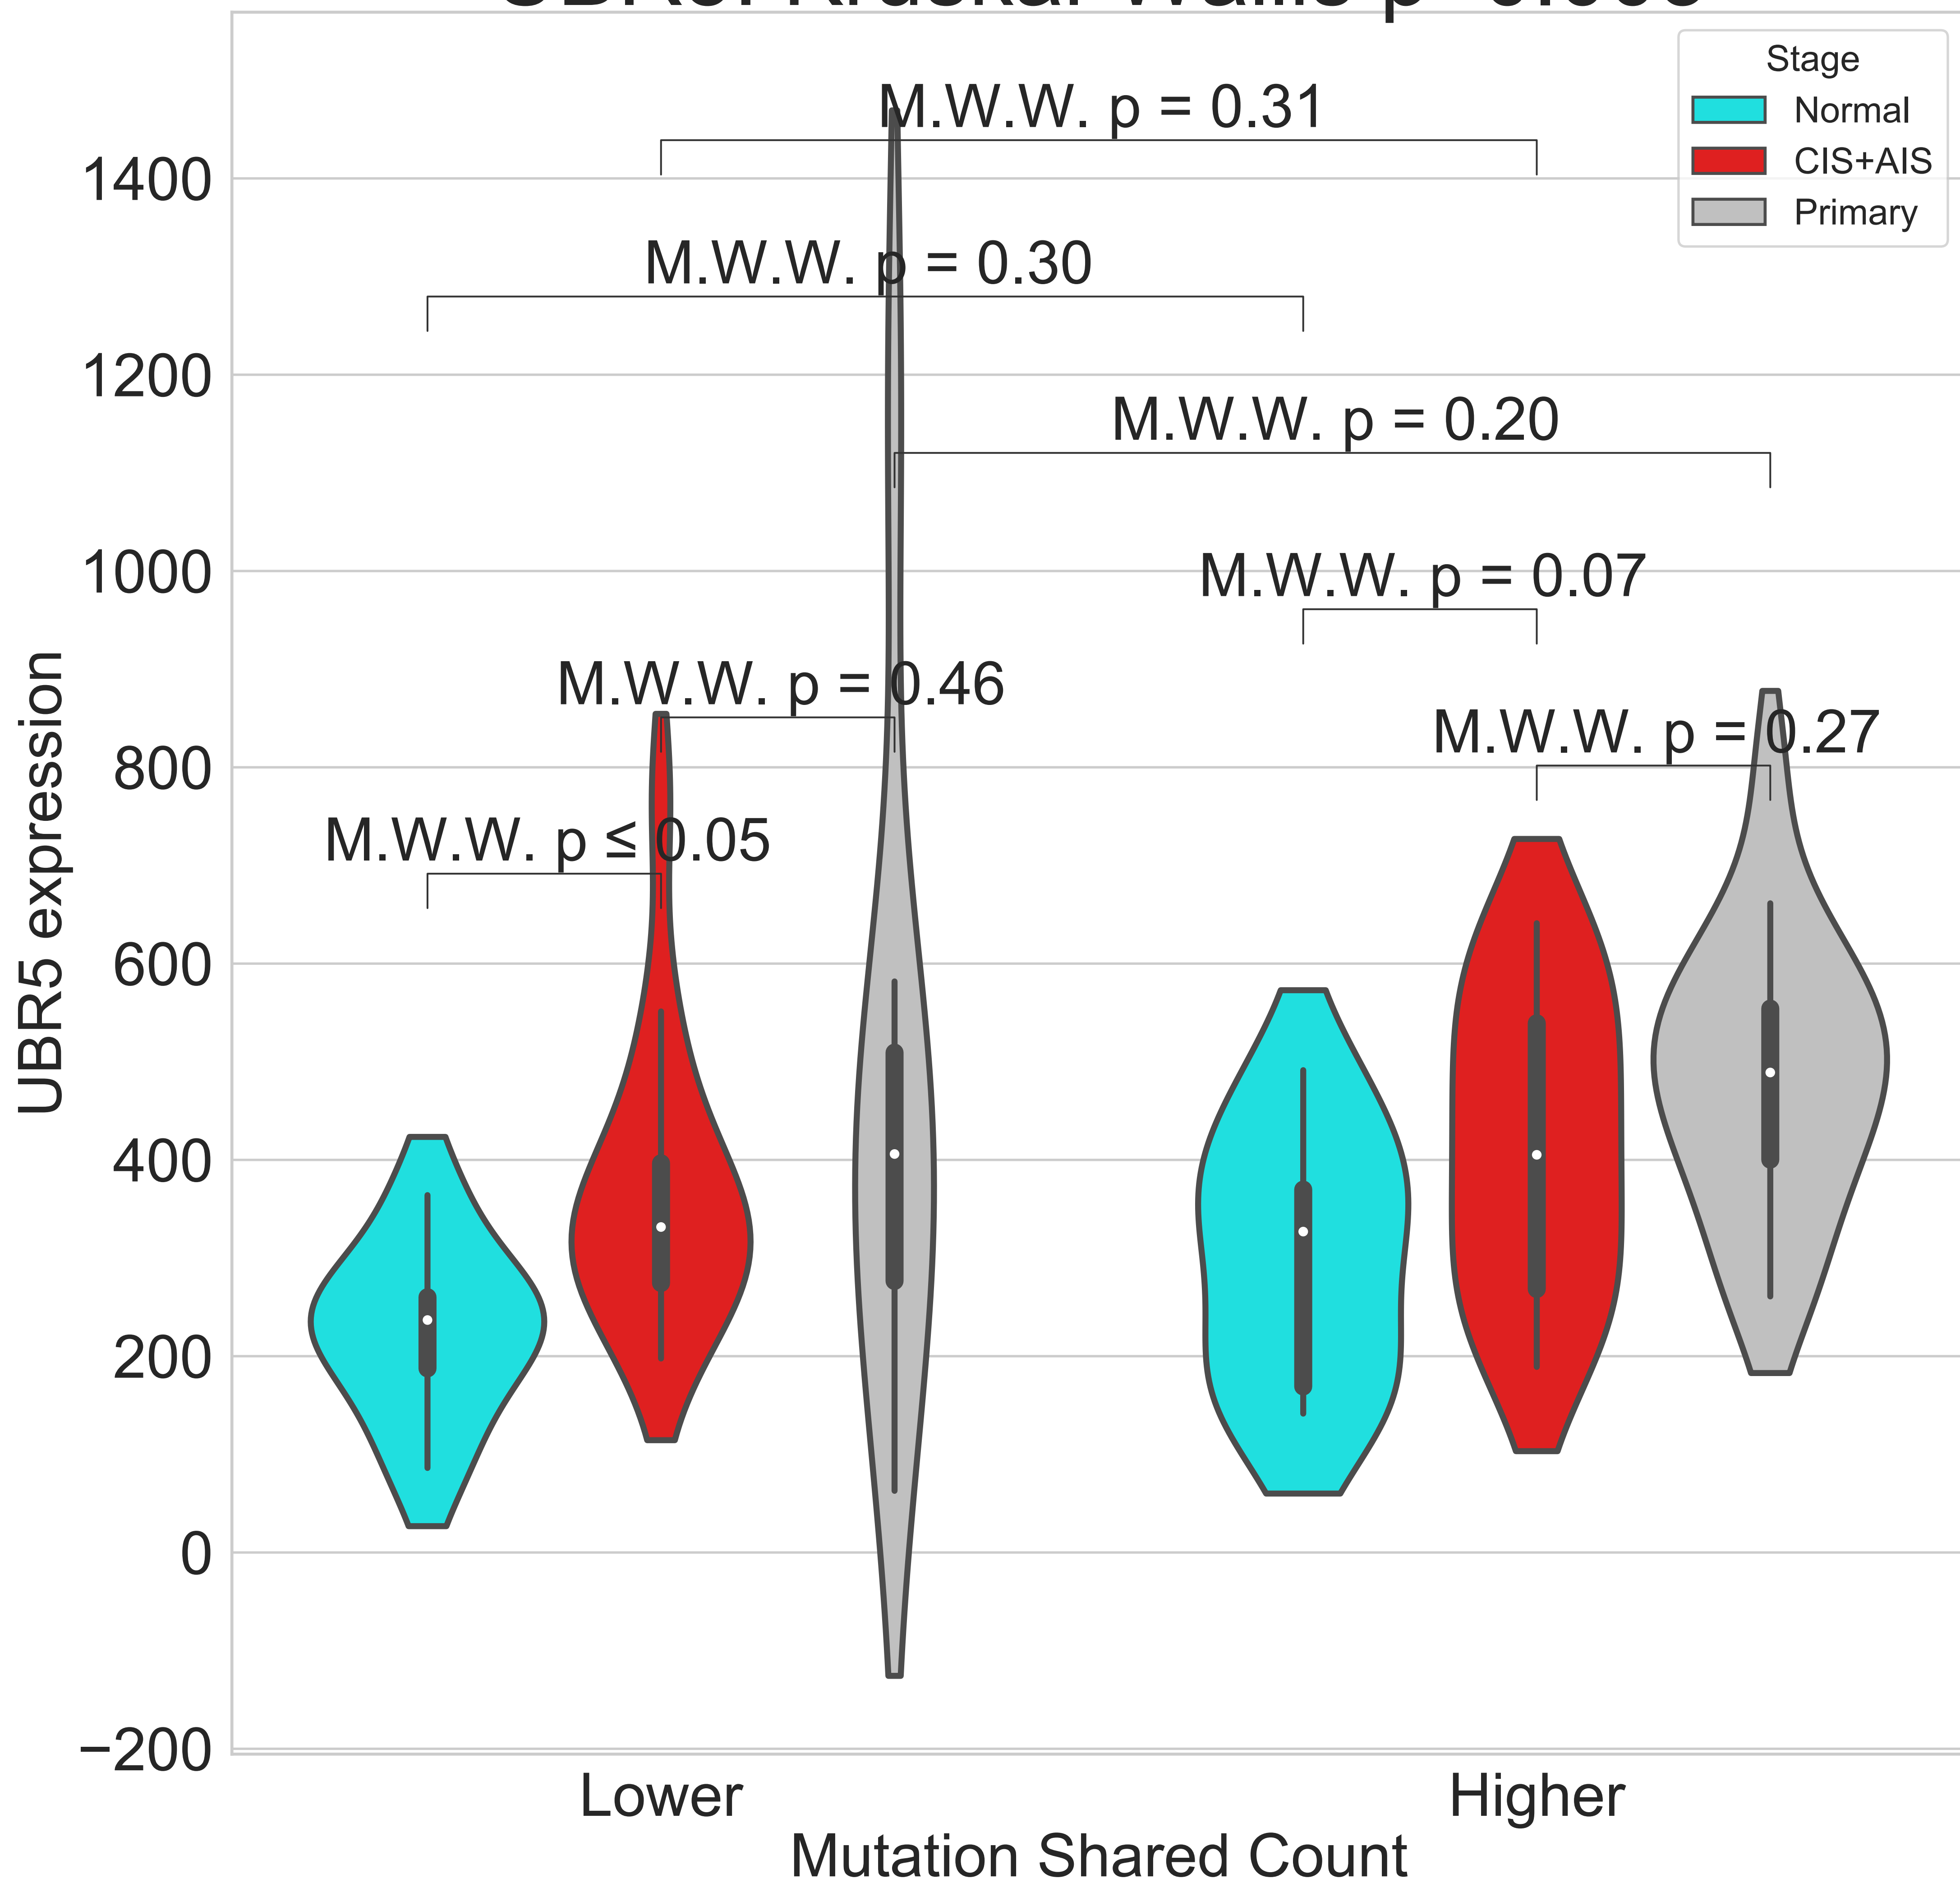 Stage
Normal
CIS+AIS
Primary
M.W.W. p = 0.31
M.W.W. p = 0.30
M.W.W. p = 0.20
M.W.W. p = 0.07
M.W.W. p = 0.46
M.W.W. p = 0.27
M.W.W. p ≤ 0.05
UBR5 expression
1400
1200
1000
800
600
400
200
0
−200
Lower
Higher
Mutation Shared Count